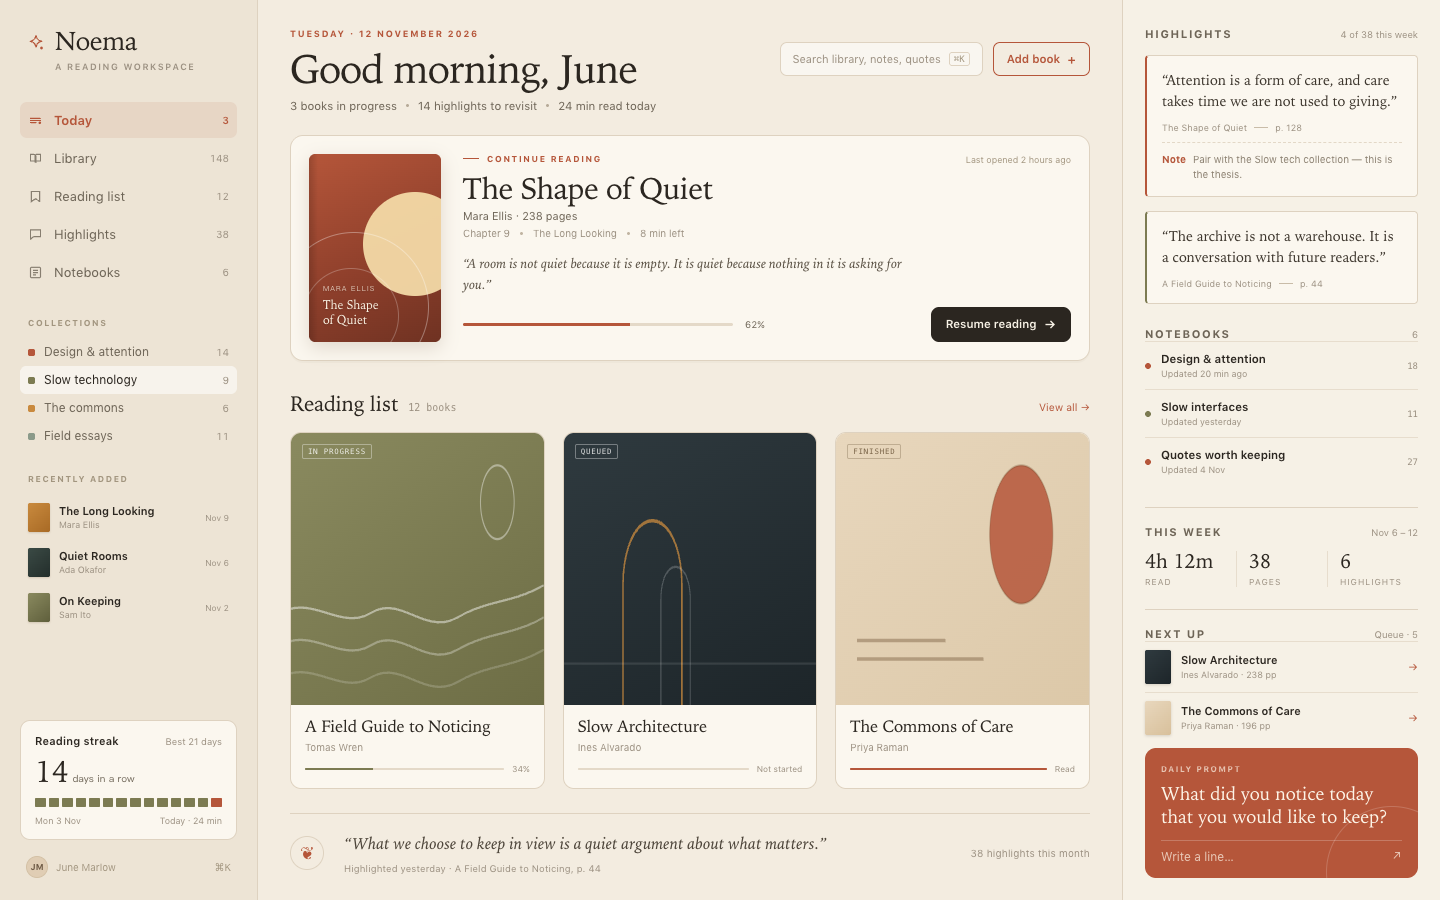 Noema
A READING WORKSPACE
Today 3
Library 148
Reading list 12
Highlights 38
Notebooks 6
COLLECTIONS
Design & attention 14
Slow technology 9
The commons 6
Field essays 11
RECENTLY ADDED
The Long Looking
Mara Ellis
Nov 9
Quiet Rooms
Ada Okafor
Nov 6
On Keeping
Sam Ito
Nov 2
Reading streak Best 21 days
14 days in a row
Mon 3 Nov Today · 24 min
JM June Marlow ⌘K
TUESDAY · 12 NOVEMBER 2026
Good morning, June
3 books in progress • 14 highlights to revisit • 24 min read today
Search library, notes, quotes ⌘K
Add book +
MARA ELLIS
The Shape
of Quiet
CONTINUE READING
Last opened 2 hours ago
The Shape of Quiet
Mara Ellis · 238 pages
Chapter 9 • The Long Looking • 8 min left
“A room is not quiet because it is empty. It is quiet because nothing in it is asking for
you.”
62%
Resume reading →
Reading list 12 books
View all →
IN PROGRESS
A Field Guide to Noticing
Tomas Wren
34%
QUEUED
Slow Architecture
Ines Alvarado
Not started
FINISHED
The Commons of Care
Priya Raman
Read
❦
“What we choose to keep in view is a quiet argument about what matters.”
Highlighted yesterday · A Field Guide to Noticing, p. 44
38 highlights this month
HIGHLIGHTS 4 of 38 this week
“Attention is a form of care, and care
takes time we are not used to giving.”
The Shape of Quiet — p. 128
Note Pair with the Slow tech collection — this is
the thesis.
“The archive is not a warehouse. It is
a conversation with future readers.”
A Field Guide to Noticing — p. 44
NOTEBOOKS 6
Design & attention
Updated 20 min ago
18
Slow interfaces
Updated yesterday
11
Quotes worth keeping
Updated 4 Nov
27
THIS WEEK Nov 6 – 12
4h 12m
READ
38
PAGES
6
HIGHLIGHTS
NEXT UP Queue · 5
Slow Architecture
Ines Alvarado · 238 pp
→
The Commons of Care
Priya Raman · 196 pp
→
DAILY PROMPT
What did you notice today
that you would like to keep?
Write a line... ↗